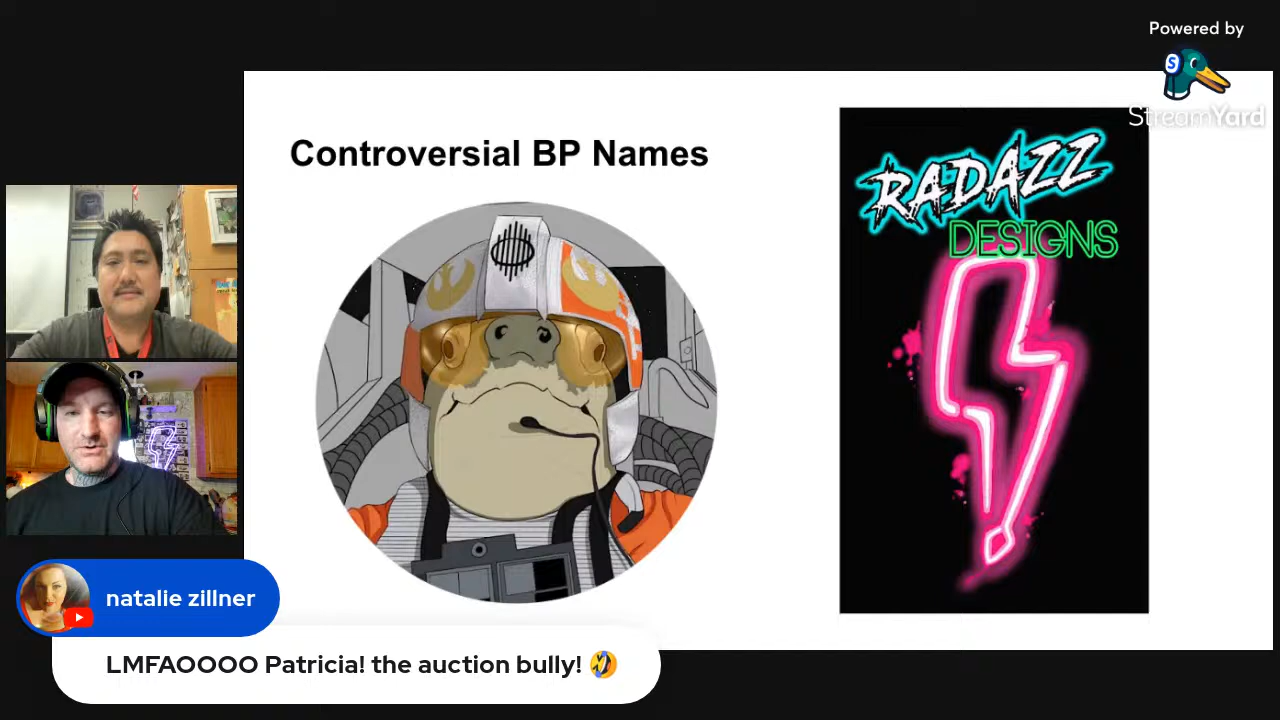 Powered by
StreamYard
Controversial BP Names
RADAZZ
DESIGNS
natalie zillner
LMFAOOOO Patricia! the auction bully! 🤣